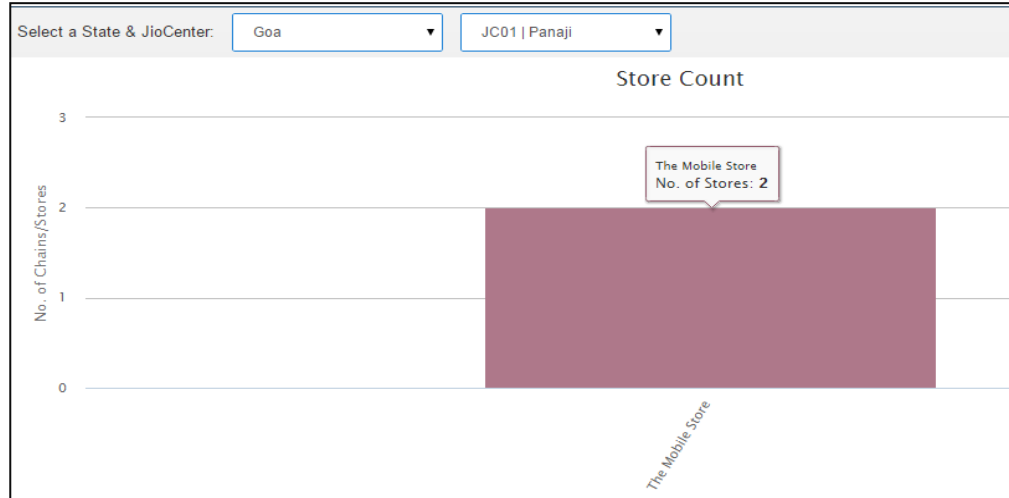 Select a State & JioCenter: Goa JC01 | Panaji
Store Count
3
The Mobile Store
No. of Stores: 2
2
No. of Chains/Stores
1
0
The Mobile Store